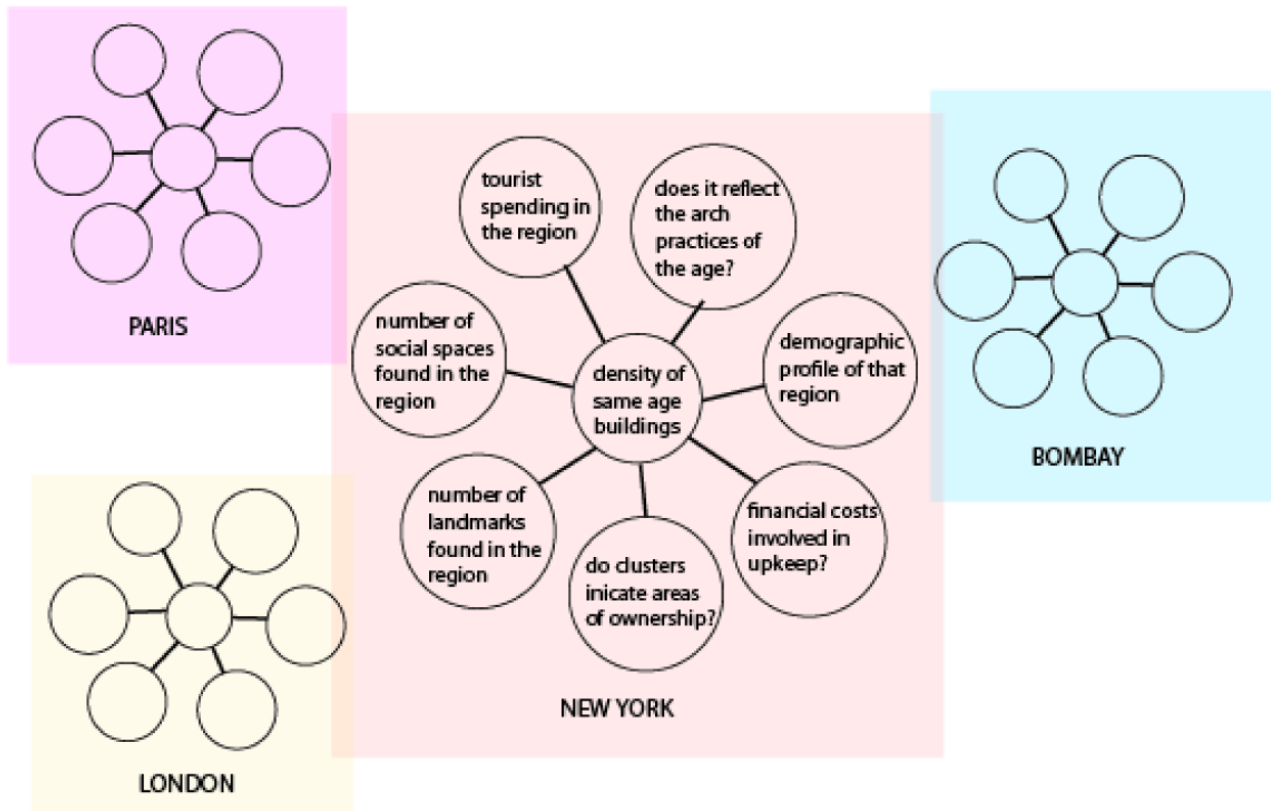 PARIS
tourist
spending in
the region
does it reflect
the arch
practices of
the age?
number of
social spaces
found in the
region
density of
same age
buildings
demographic
profile of that
region
number of
landmarks
found in the
region
do clusters
inicate areas
of ownership?
financial costs
involved in
upkeep?
NEW YORK
BOMBAY
LONDON